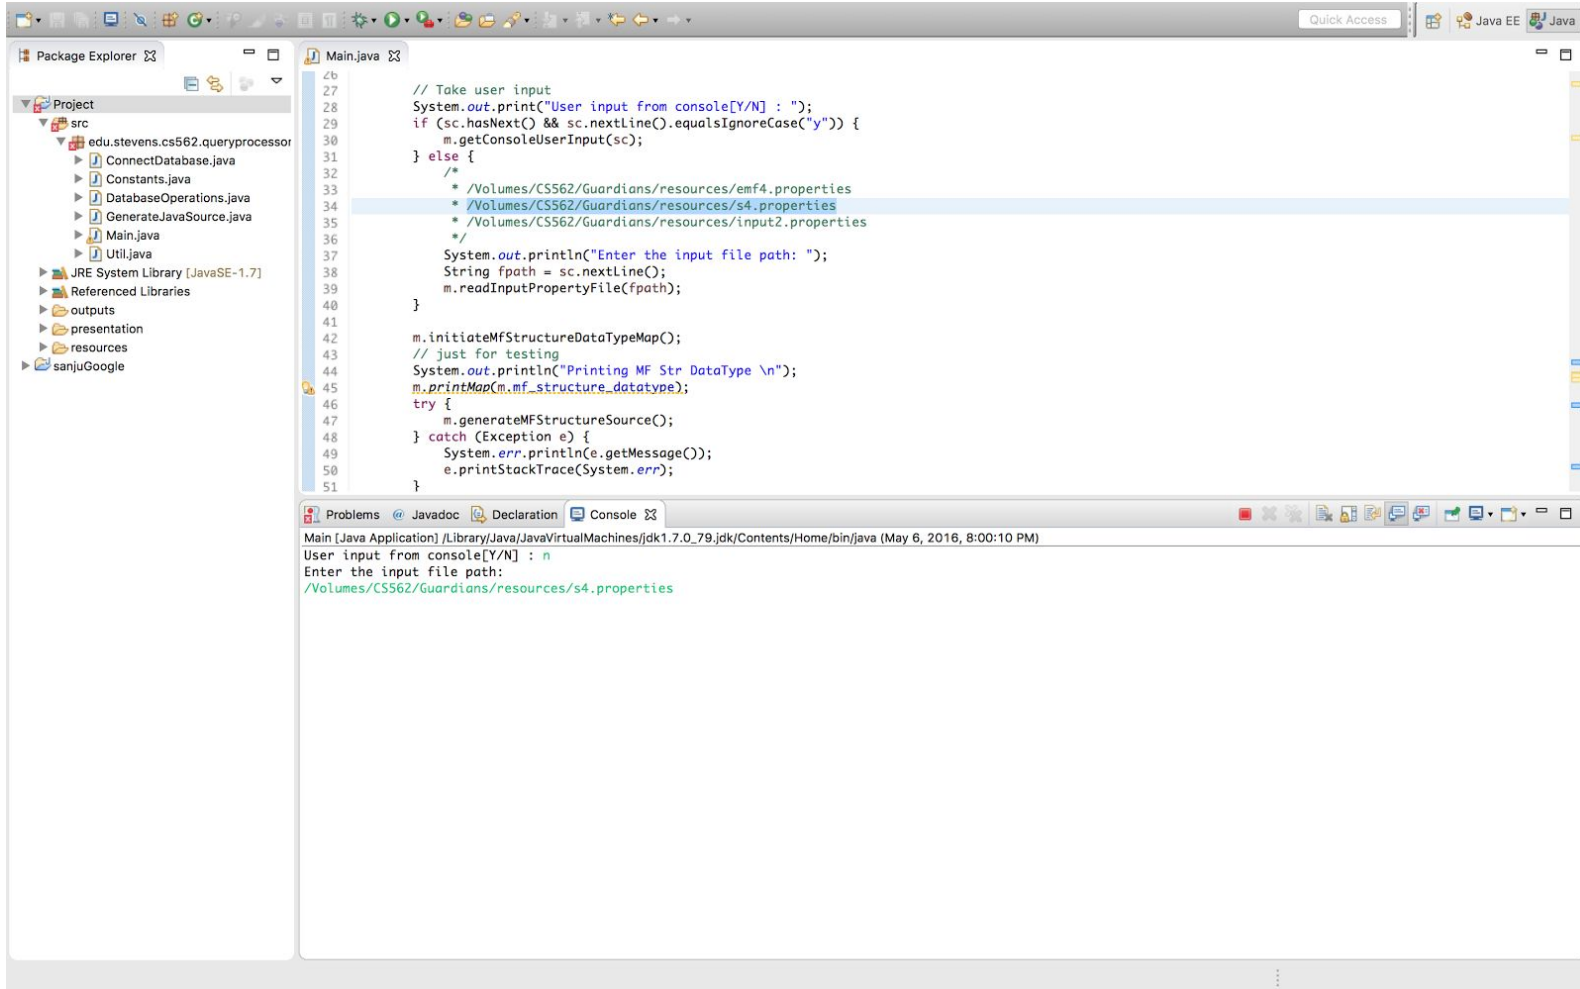 Quick Access
Java EE
Java
Package Explorer
Project
src
edu.stevens.cs562.queryprocessor
ConnectDatabase.java
Constants.java
DatabaseOperations.java
GenerateJavaSource.java
Main.java
Util.java
JRE System Library [JavaSE-1.7]
Referenced Libraries
outputs
presentation
resources
sanjuGoogle
Main.java
26
27 // Take user input
28 System.out.print("User input from console[Y/N] : ");
29 if (sc.hasNext() && sc.nextLine().equalsIgnoreCase("y")) {
30 m.getConsoleUserInput(sc);
31 } else {
32 /*
33 * /Volumes/CS562/Guardians/resources/emf4.properties
34 * /Volumes/CS562/Guardians/resources/s4.properties
35 * /Volumes/CS562/Guardians/resources/input2.properties
36 */
37 System.out.println("Enter the input file path: ");
38 String fpath = sc.nextLine();
39 m.readInputPropertyFile(fpath);
40 }
41
42 m.initiateMfStructureDataTypeMap();
43 // just for testing
44 System.out.println("Printing MF Str DataType \n");
45 m.printMap(m.mf_structure_datatype);
46 try {
47 m.generateMFStructureSource();
48 } catch (Exception e) {
49 System.err.println(e.getMessage());
50 e.printStackTrace(System.err);
51 }
Problems @ Javadoc Declaration Console
Main [Java Application] /Library/Java/JavaVirtualMachines/jdk1.7.0_79.jdk/Contents/Home/bin/java (May 6, 2016, 8:00:10 PM)
User input from console[Y/N] : n
Enter the input file path:
/Volumes/CS562/Guardians/resources/s4.properties